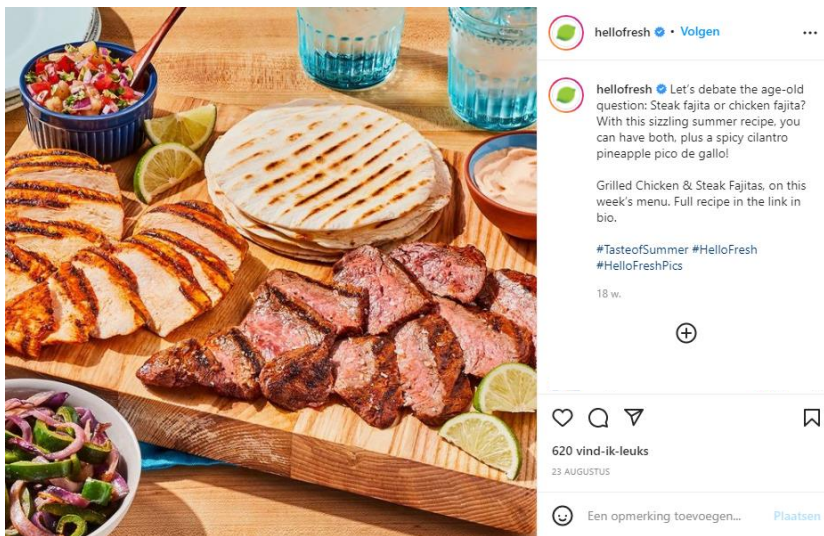 hellofresh • Volgen
hellofresh Let's debate the age-old
question: Steak fajita or chicken fajita?
With this sizzling summer recipe, you
can have both, plus a spicy cilantro
pineapple pico de gallo!
Grilled Chicken & Steak Fajitas, on this
week's menu. Full recipe in the link in
bio.
#TasteofSummer #HelloFresh
#HelloFreshPics
18 w.
620 vind-ik-leuks
23 AUGUSTUS
Een opmerking toevoegen... Plaatsen